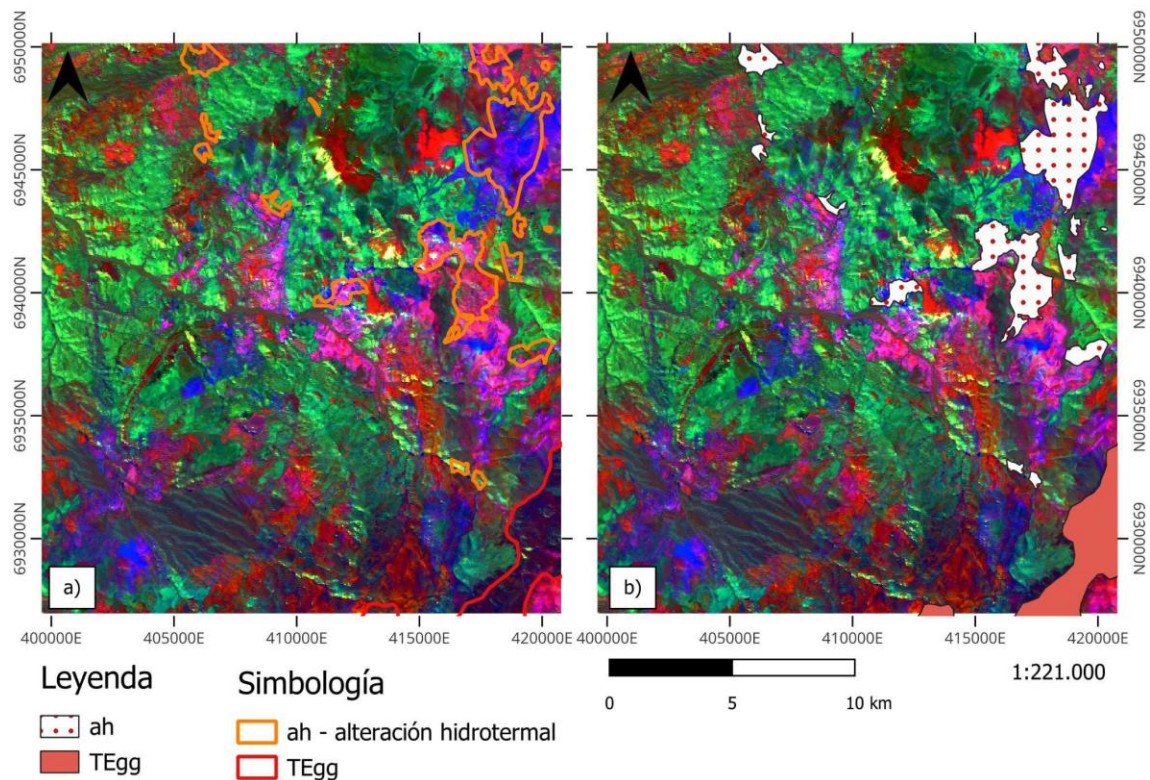 6950000N
6945000N
6940000N
6935000N
6930000N
a)
400000E 405000E 410000E 415000E 420000E
b)
400000E 405000E 410000E 415000E 420000E
6950000N
6945000N
6940000N
6935000N
6930000N
Leyenda
ah
TEgg
Simbología
ah - alteración hidrotermal
TEgg
0 5 10 km
1:221.000